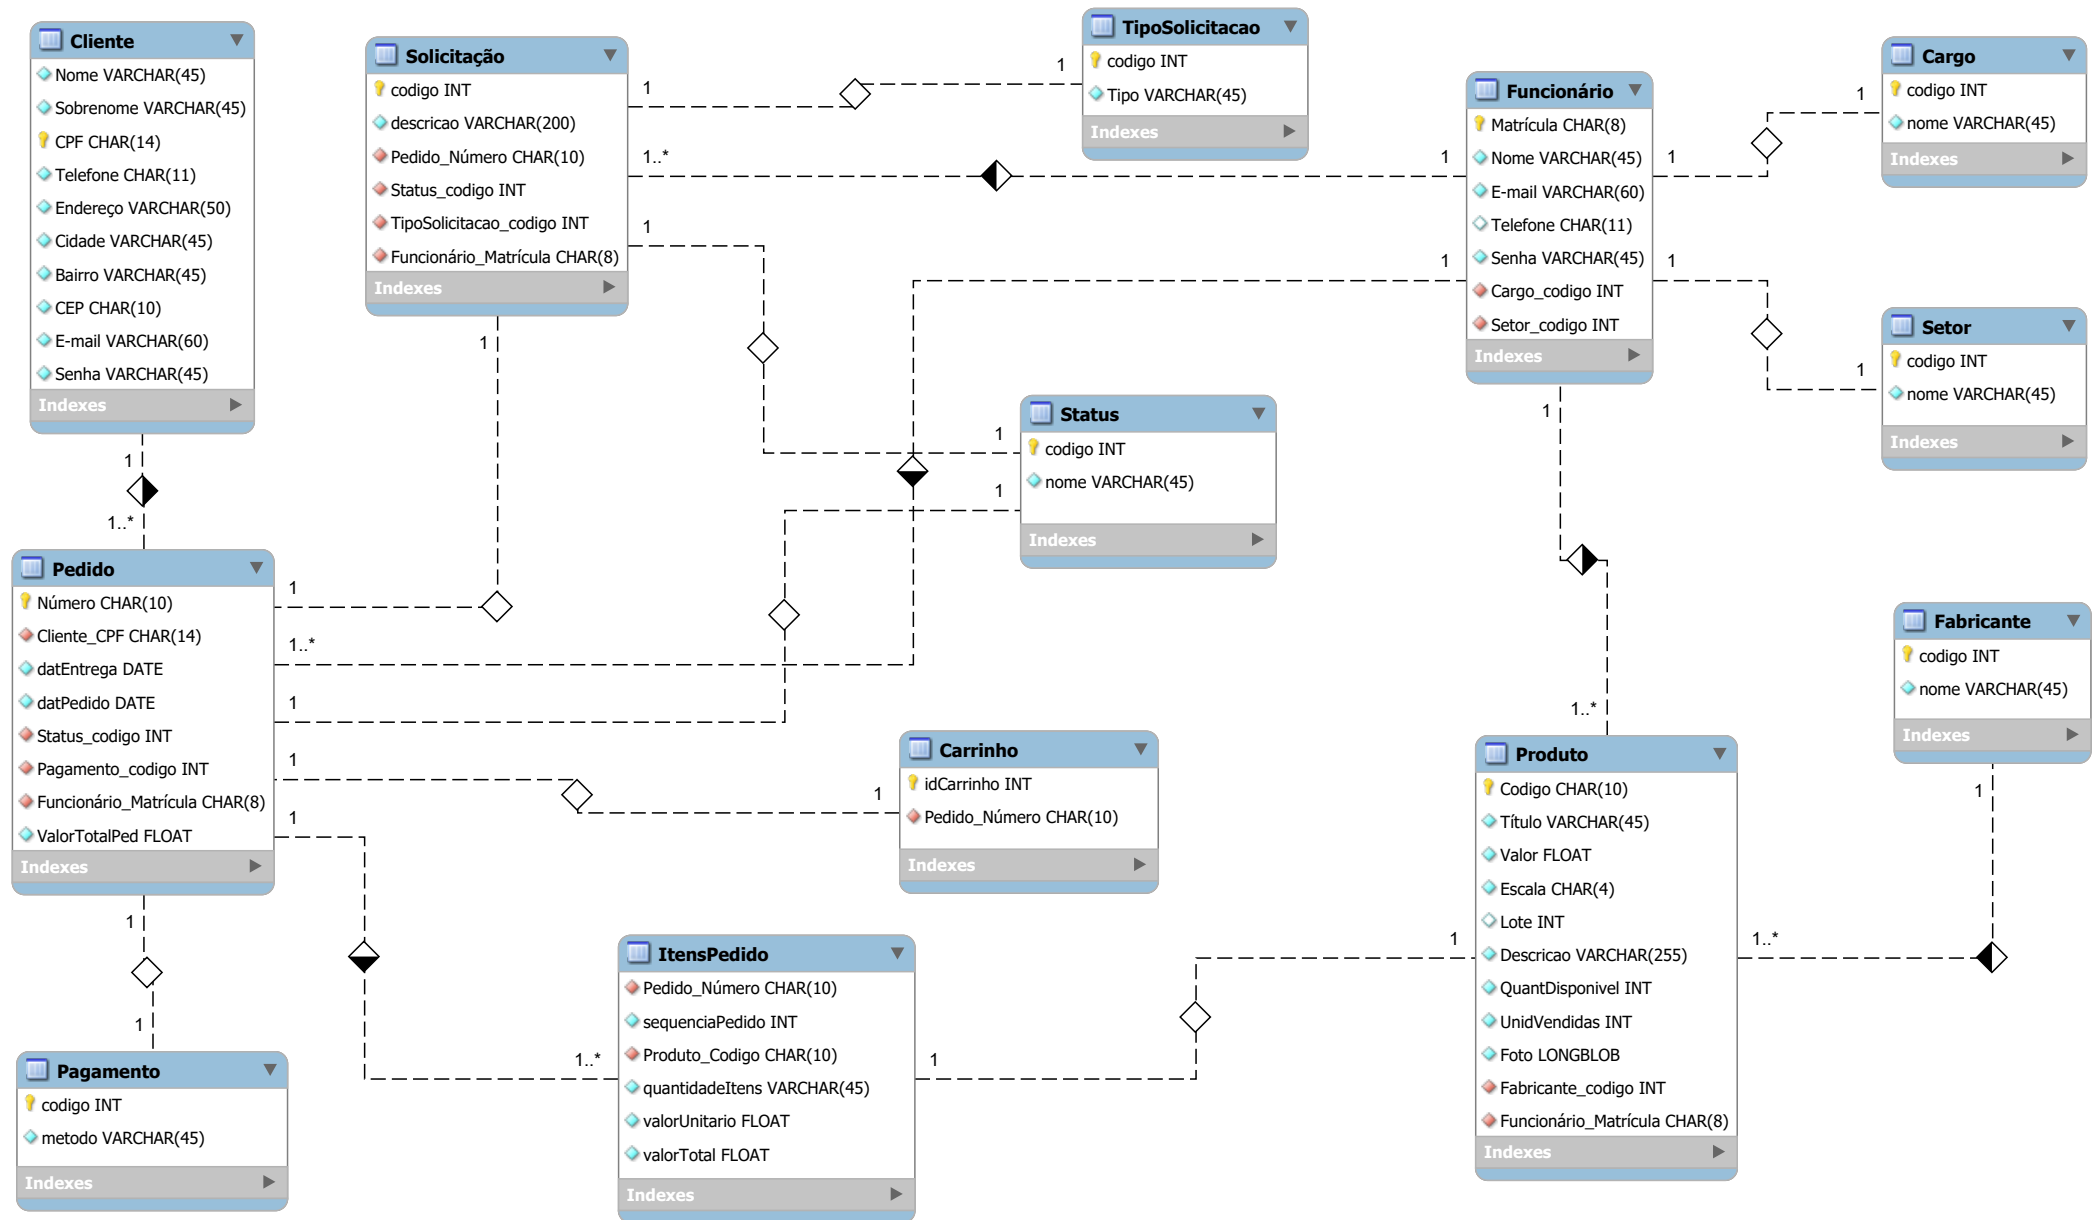 Cliente
Nome VARCHAR(45)
Sobrenome VARCHAR(45)
CPF CHAR(14)
Telefone CHAR(11)
Endereço VARCHAR(50)
Cidade VARCHAR(45)
Bairro VARCHAR(45)
CEP CHAR(10)
E-mail VARCHAR(60)
Senha VARCHAR(45)
Indexes
Solicitação
codigo INT
descricao VARCHAR(200)
Pedido_Número CHAR(10)
Status_codigo INT
TipoSolicitacao_codigo INT
Funcionário_Matrícula CHAR(8)
Indexes
1
1..*
1
1
TipoSolicitacao
codigo INT
Tipo VARCHAR(45)
Indexes
1
Funcionário
Matrícula CHAR(8)
Nome VARCHAR(45)
E-mail VARCHAR(60)
Telefone CHAR(11)
Senha VARCHAR(45)
Cargo_codigo INT
Setor_codigo INT
Indexes
1
1
1
1
1
Cargo
codigo INT
nome VARCHAR(45)
Indexes
1
Setor
codigo INT
nome VARCHAR(45)
Indexes
1
Status
codigo INT
nome VARCHAR(45)
Indexes
1
1
1
1..*
Pedido
Número CHAR(10)
Cliente_CPF CHAR(14)
datEntrega DATE
datPedido DATE
Status_codigo INT
Pagamento_codigo INT
Funcionário_Matrícula CHAR(8)
ValorTotalPed FLOAT
Indexes
1
1..*
1
1
1
1
1
Pagamento
codigo INT
metodo VARCHAR(45)
Indexes
Carrinho
idCarrinho INT
Pedido_Número CHAR(10)
Indexes
1
ItensPedido
Pedido_Número CHAR(10)
sequenciaPedido INT
Produto_Codigo CHAR(10)
quantidadeItens VARCHAR(45)
valorUnitario FLOAT
valorTotal FLOAT
Indexes
1..*
1
1..*
Produto
Codigo CHAR(10)
Título VARCHAR(45)
Valor FLOAT
Escala CHAR(4)
Lote INT
Descricao VARCHAR(255)
QuantDisponivel INT
UnidVendidas INT
Foto LONGBLOB
Fabricante_codigo INT
Funcionário_Matrícula CHAR(8)
Indexes
1
1..*
Fabricante
codigo INT
nome VARCHAR(45)
Indexes
1